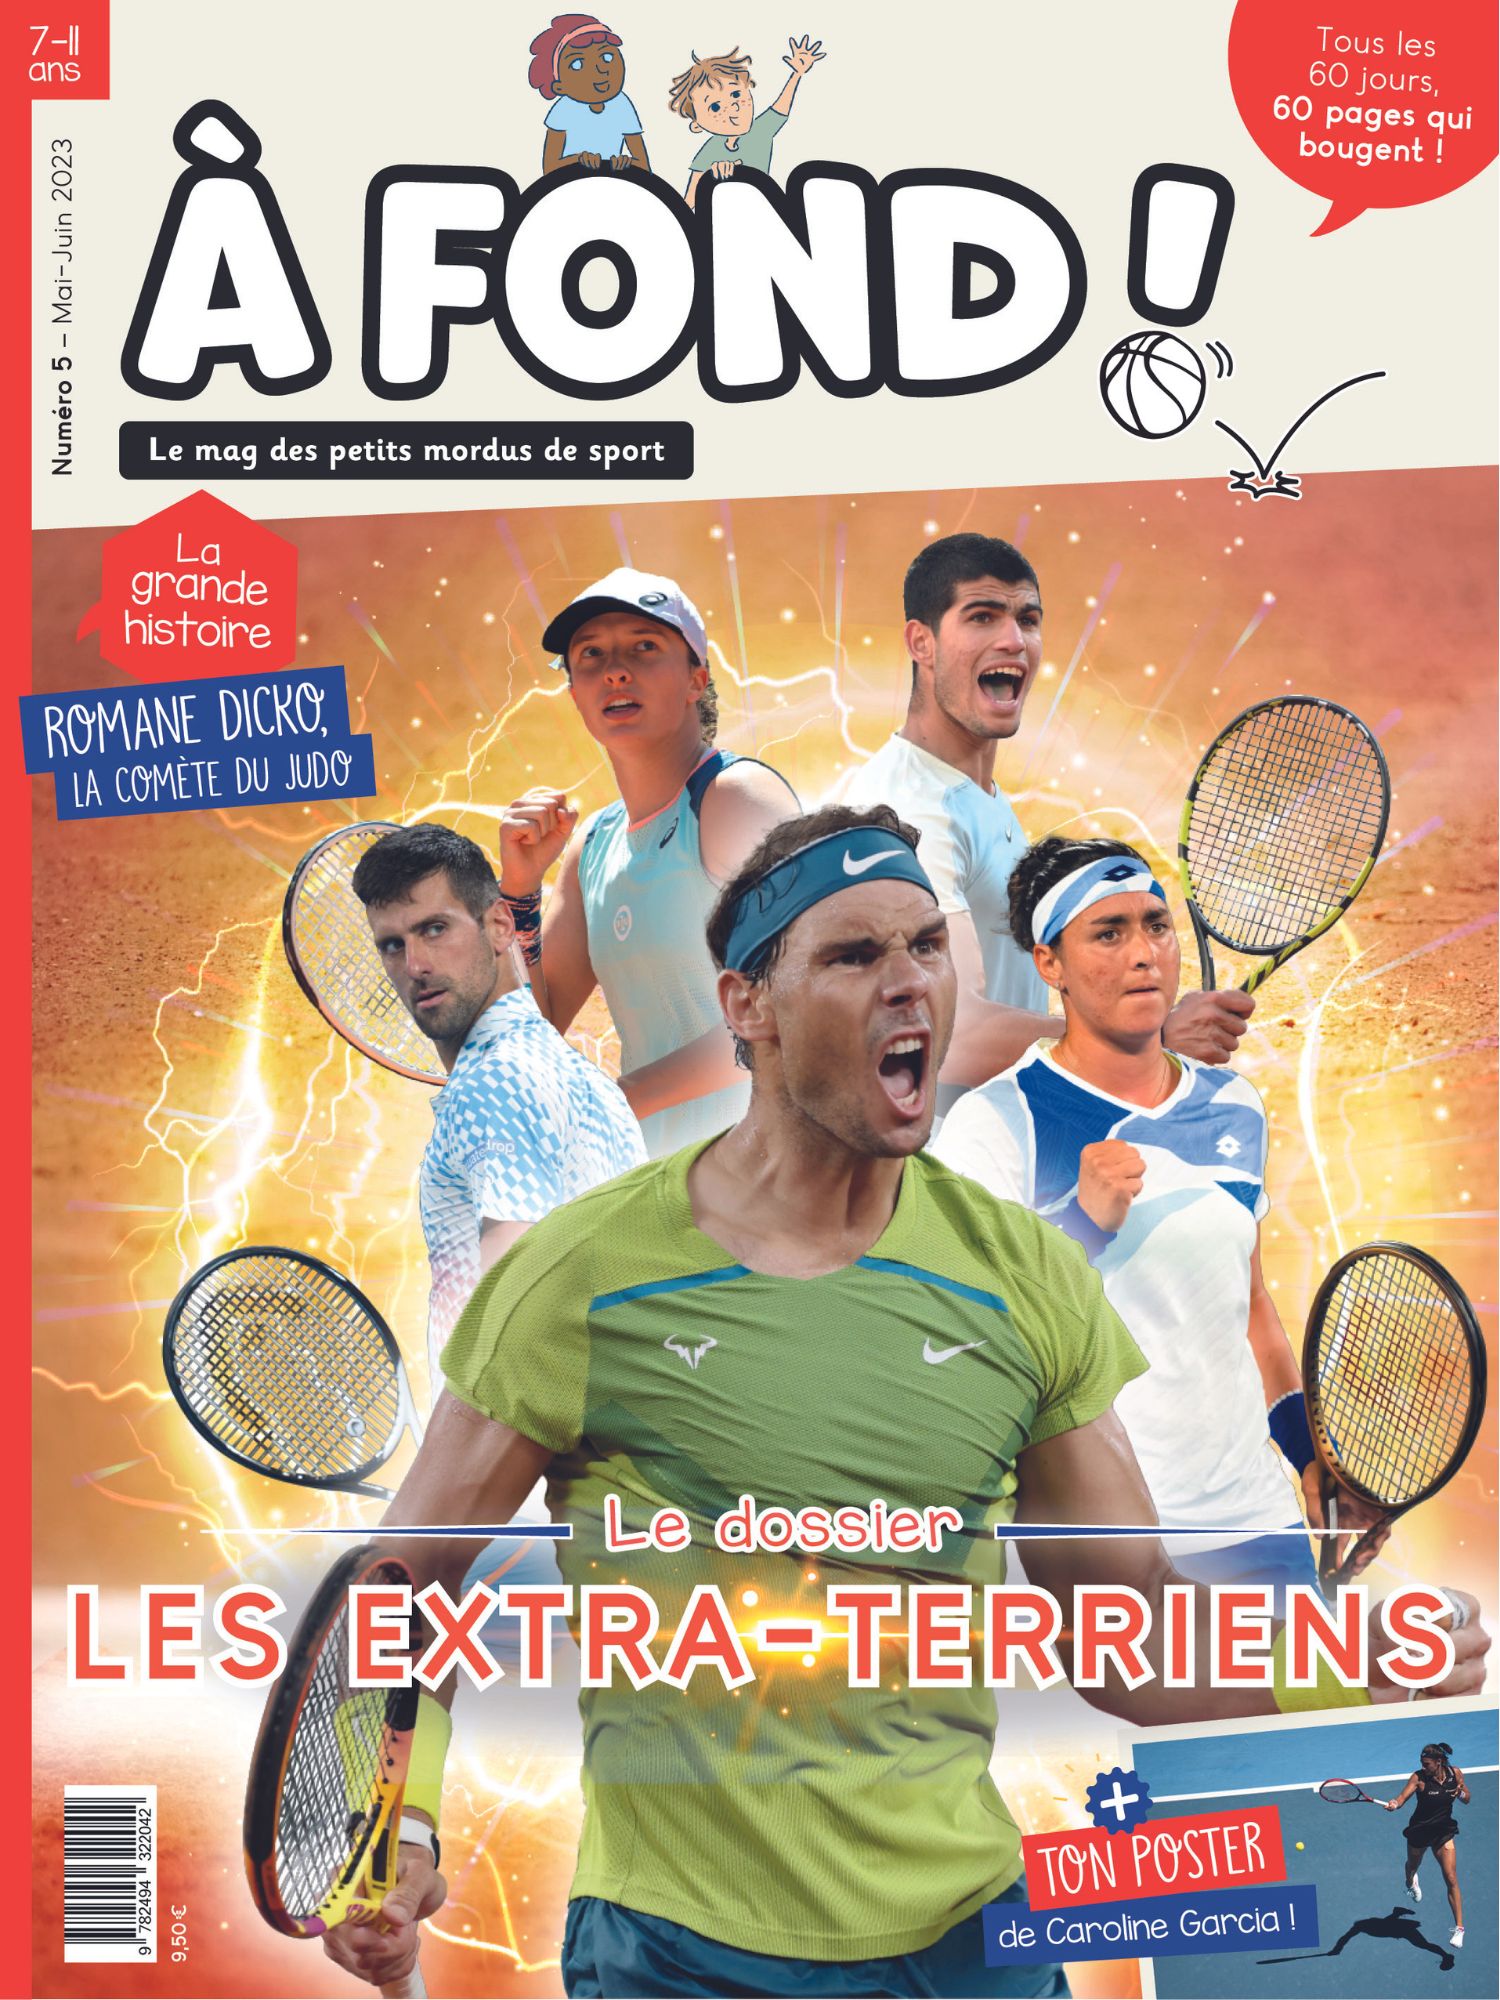 7-11
ans
Tous les
60 jours,
60 pages qui
bougent !
Numéro 5 – Mai-Juin 2023
À FOND !
Le mag des petits mordus de sport
La
grande
histoire
ROMANE DICKO,
LA COMÈTE DU JUDO
Le dossier
LES EXTRA-TERRIENS
+
TON POSTER
de Caroline Garcia !
9 782494 322042
9,50 €